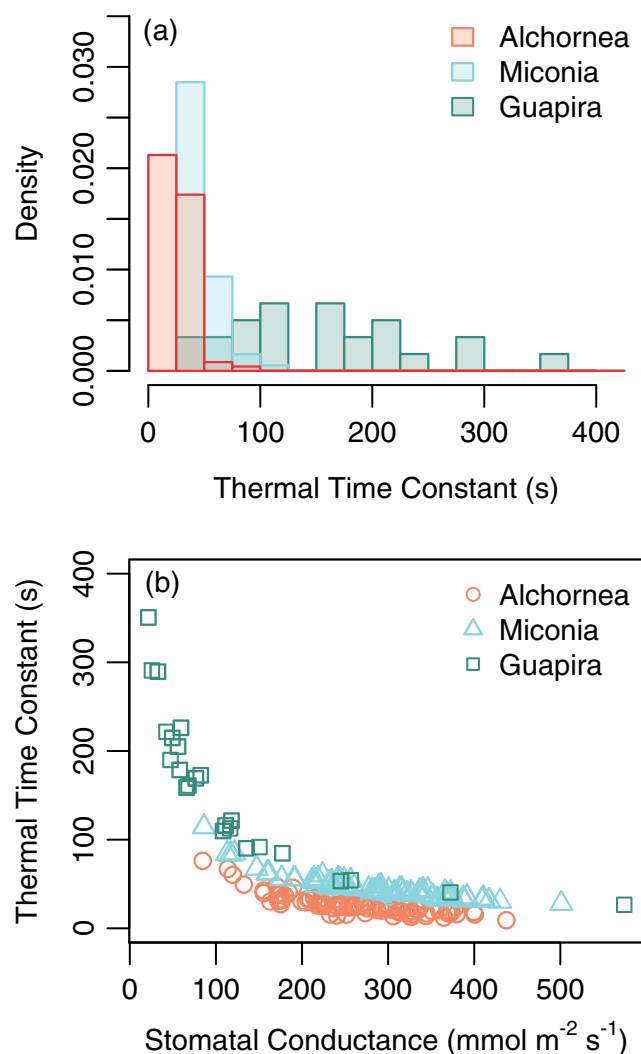 (a)
Alchornea
Miconia
Guapira
Density
0.000 0.010 0.020 0.030
0 100 200 300 400
Thermal Time Constant (s)
(b)
Alchornea
Miconia
Guapira
Thermal Time Constant (s)
0 100 200 300 400
0 100 200 300 400 500
Stomatal Conductance (mmol m⁻² s⁻¹)